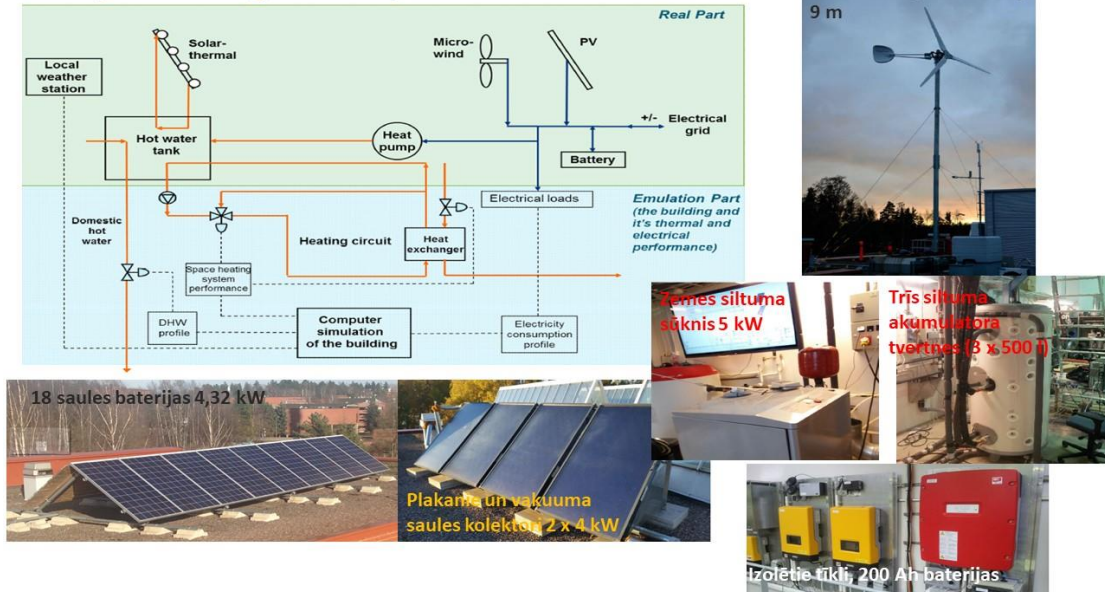 Real Part
9 m
Solar-
thermal
Micro-
wind
PV
Local
weather
station
+/-
Electrical
grid
Hot water
tank
Heat
pump
Battery
Emulation Part
(the building and
it's thermal and
electrical
performance)
Electrical loads
Domestic
hot
water
Heating circuit
Heat
exchanger
Space heating
system
performance
DHW
profile
Computer
simulation
of the building
Electricity
consumption
profile
Zemes siltuma
sūknis 5 kW
Trīs siltuma
akumulatora
tvertnes (3 x 500 l)
18 saules baterijas 4,32 kW
Plakanie un vakuuma
saules kolektori 2 x 4 kW
Izolētie tīkli, 200 Ah baterijas